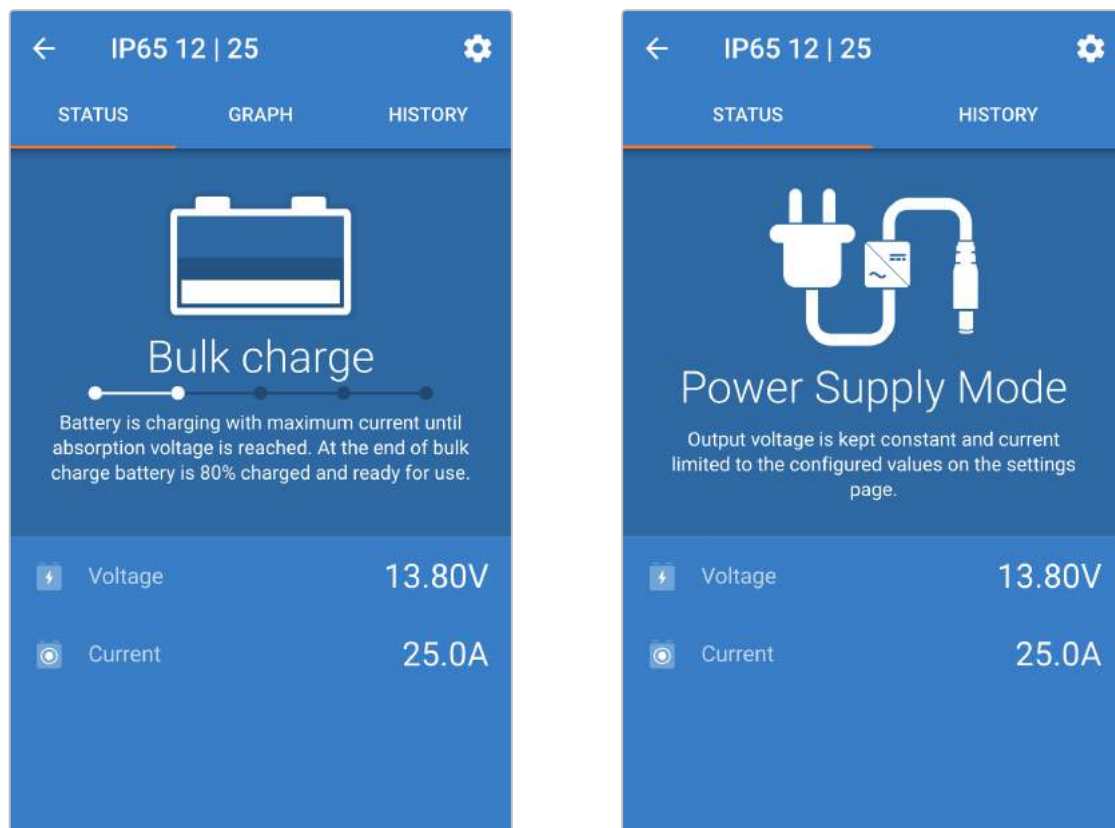 IP65 12 | 25
STATUS GRAPH HISTORY
Bulk charge
Battery is charging with maximum current until
absorption voltage is reached. At the end of bulk
charge battery is 80% charged and ready for use.
Voltage 13.80V
Current 25.0A
IP65 12 | 25
STATUS HISTORY
Power Supply Mode
Output voltage is kept constant and current
limited to the configured values on the settings
page.
Voltage 13.80V
Current 25.0A